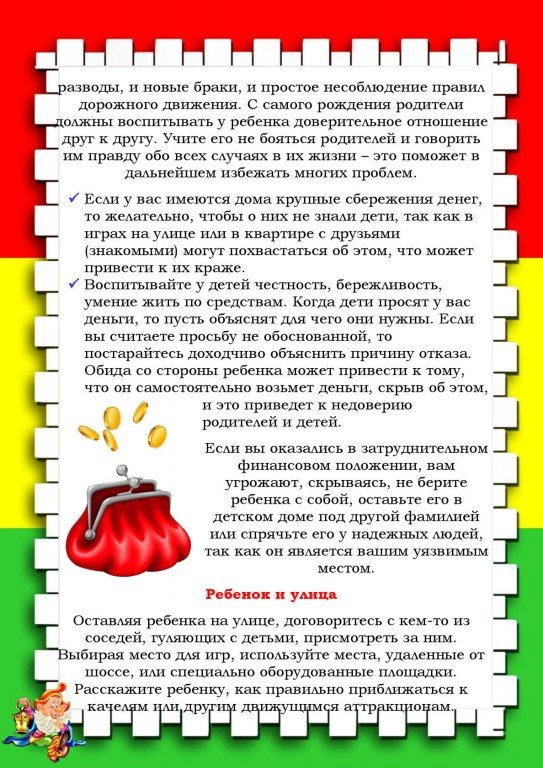 разводы, и новые браки, и простое несоблюдение правил
дорожного движения. С самого рождения родители
должны воспитывать у ребенка доверительное отношение
друг к другу. Учите его не бояться родителей и говорить
им правду обо всех случаях в их жизни – это поможет в
дальнейшем избежать многих проблем.
✓ Если у вас имеются дома крупные сбережения денег,
то желательно, чтобы о них не знали дети, так как в
играх на улице или в квартире с друзьями
(знакомыми) могут похвастаться об этом, что может
привести к их краже.
✓ Воспитывайте у детей честность, бережливость,
умение жить по средствам. Когда дети просят у вас
деньги, то пусть объяснят для чего они нужны. Если
вы считаете просьбу не обоснованной, то
постарайтесь доходчиво объяснить причину отказа.
Обида со стороны ребенка может привести к тому,
что он самостоятельно возьмет деньги, скрыв об этом,
и это приведет к недоверию
родителей и детей.
Если вы оказались в затруднительном
финансовом положении, вам
угрожают, скрываясь, не берите
ребенка с собой, оставьте его в
детском доме под другой фамилией
или спрячьте его у надежных людей,
так как он является вашим уязвимым
местом.
Ребенок и улица
Оставляя ребенка на улице, договоритесь с кем-то из
соседей, гуляющих с детьми, присмотреть за ним.
Выбирая место для игр, используйте места, удаленные от
шоссе, или специально оборудованные площадки.
Расскажите ребенку, как правильно приближаться к
качелям или другим движущимся аттракционам.